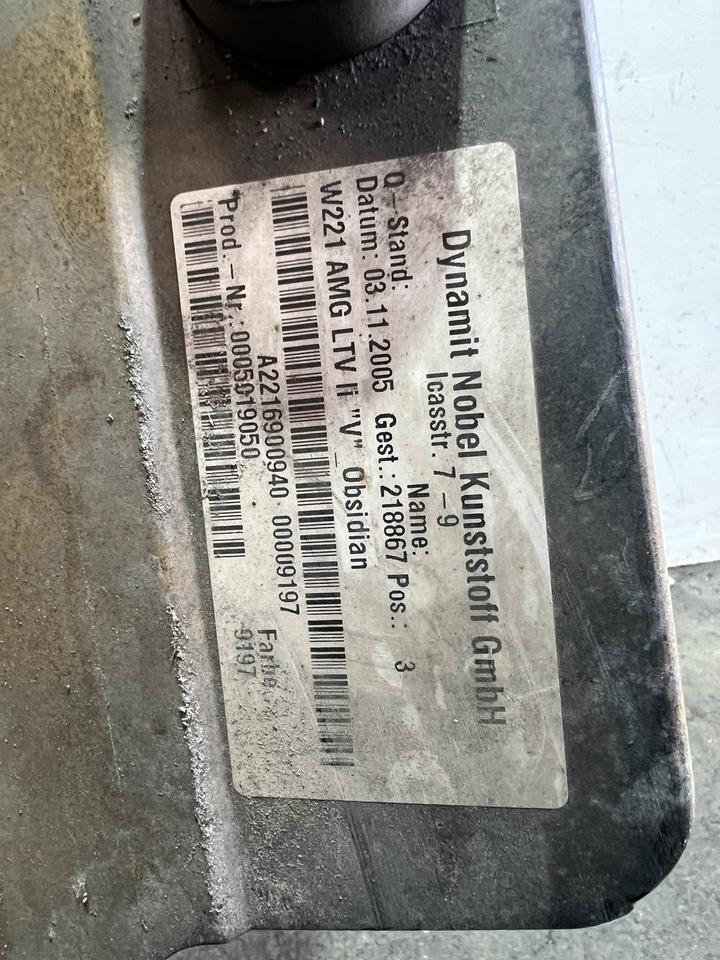 Dynamit Nobel Kunststoff GmbH
Icasstr. 7-9
Q-Stand: Name:
Datum: 03.11.2005 Gest.: 218867 Pos.: 3
W221 AMG LTV li "V" Obsidian
A2216900940 00009197
Farbe.:
Prod.-Nr.:0005019050 9197